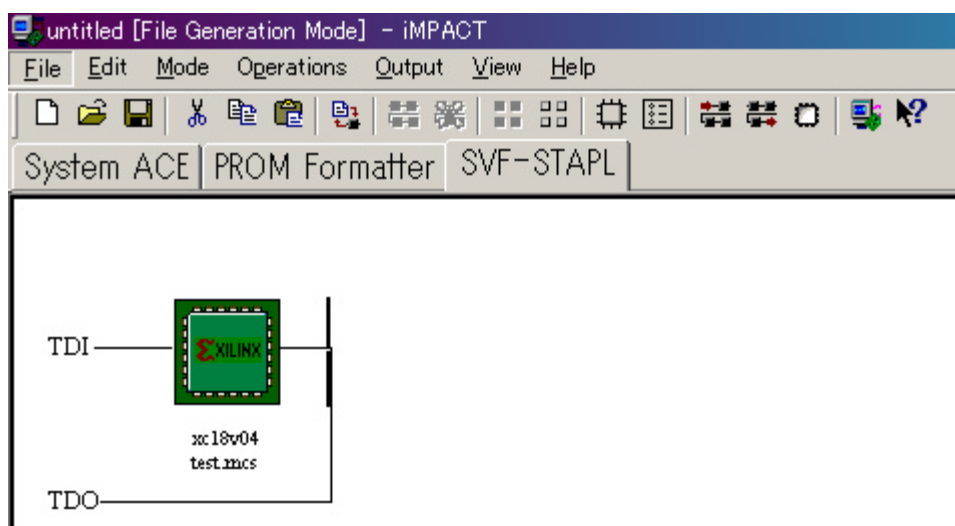 untitled [File Generation Mode] - iMPACT
File Edit Mode Operations Output View Help
System ACE PROM Formatter SVF-STAPL
TDI
XILINX
xc18v04
test.mcs
TDO